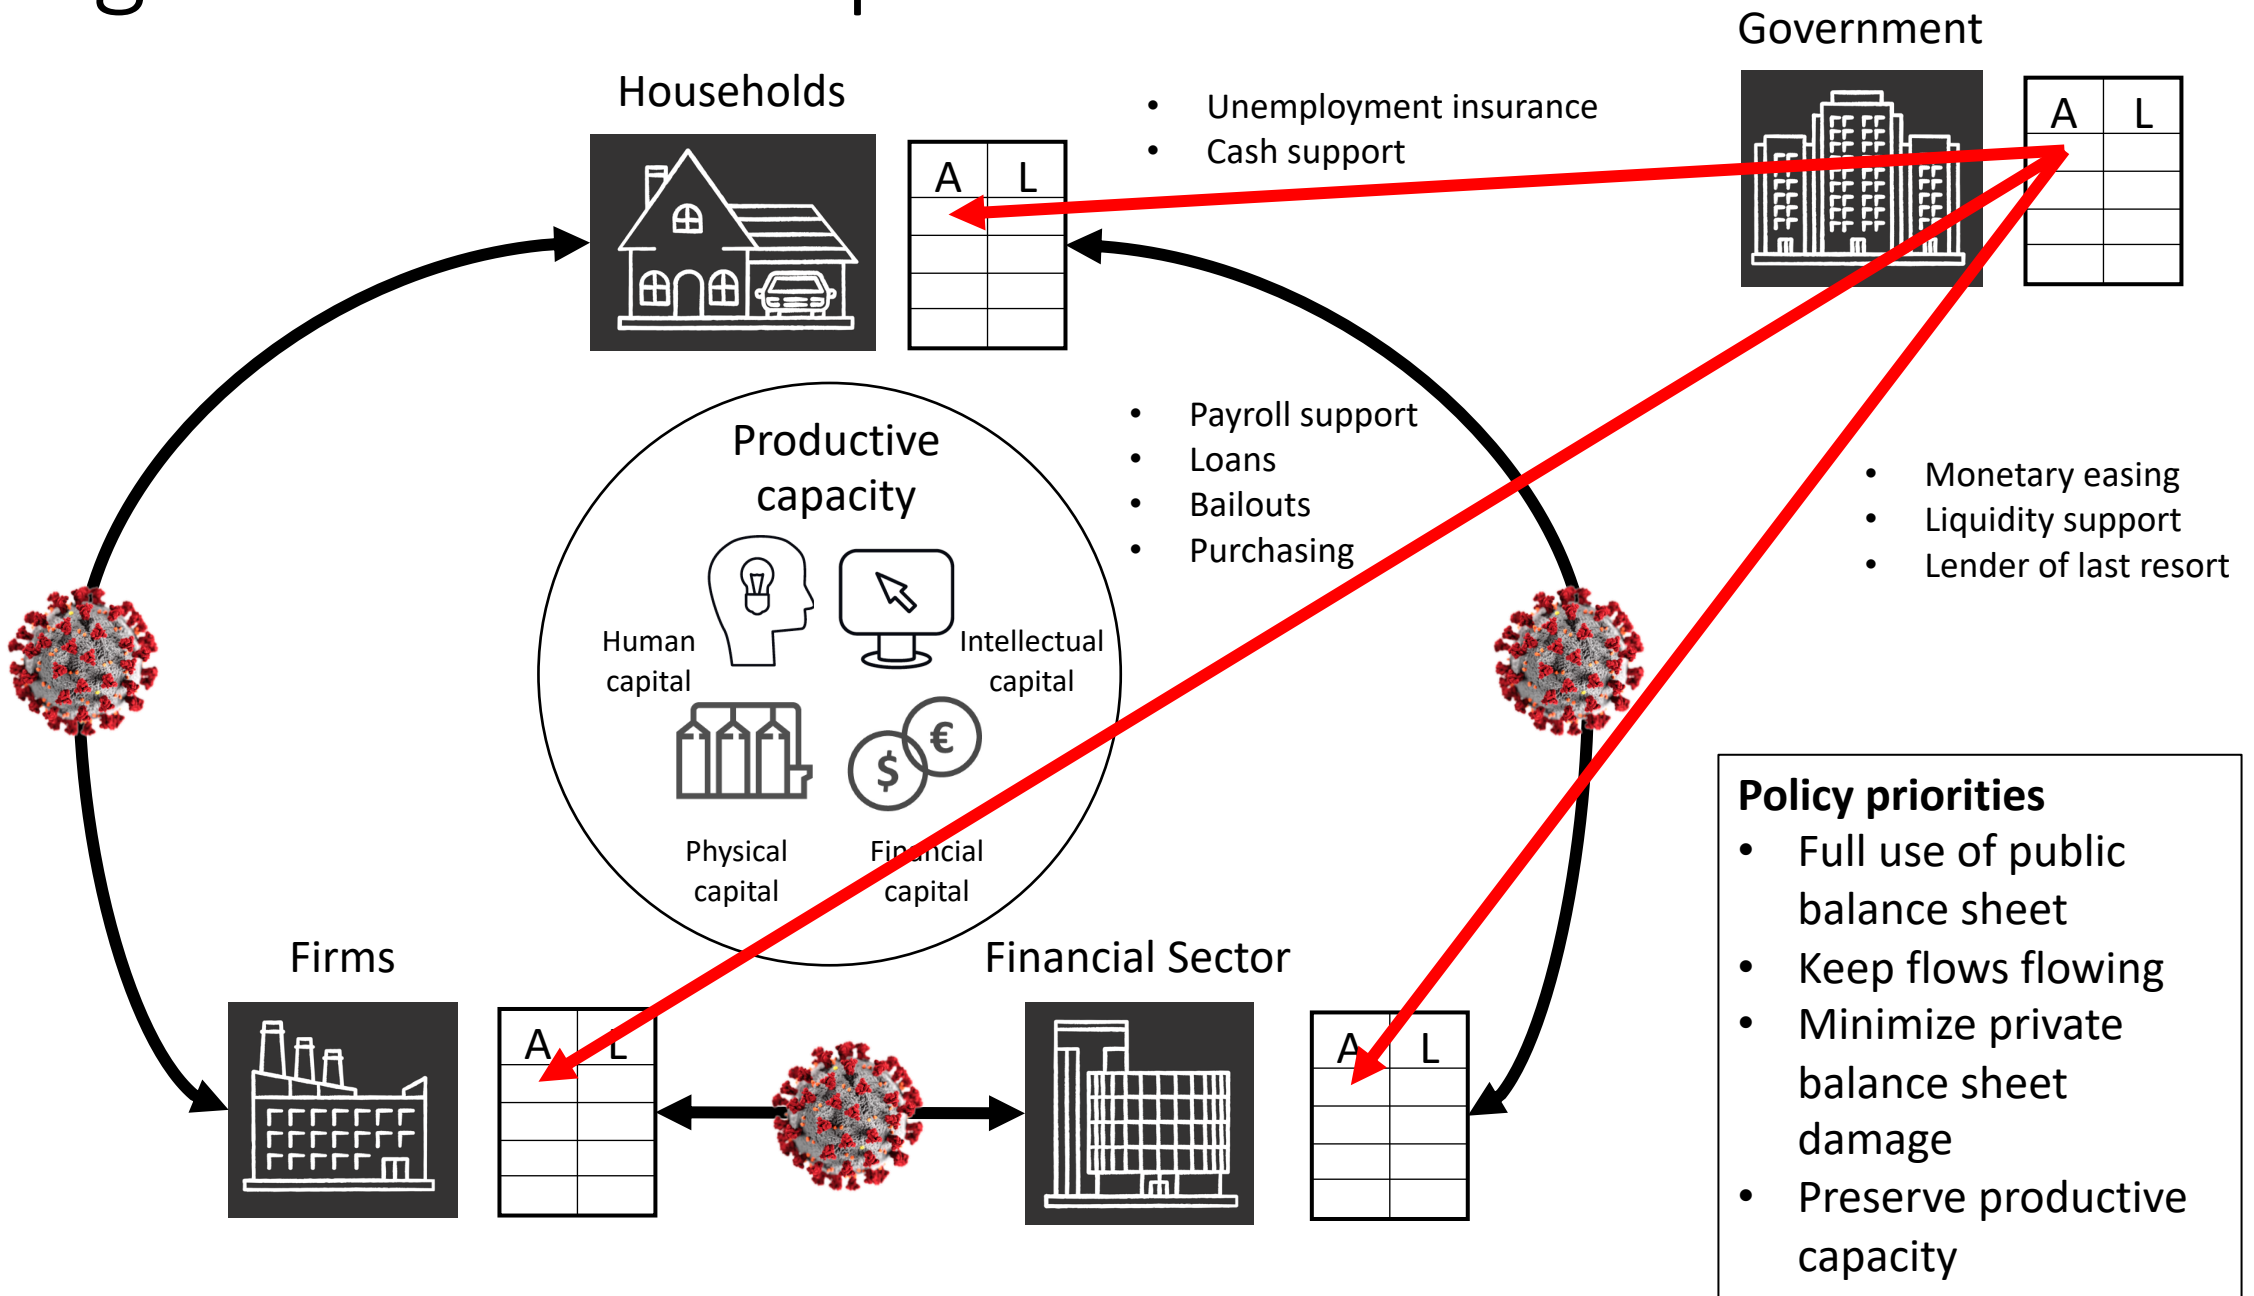 Government
Households
• Unemployment insurance
• Cash support
A L
A L
• Payroll support
• Loans
• Bailouts
• Purchasing
Productive
capacity
• Monetary easing
• Liquidity support
• Lender of last resort
Human
capital
Intellectual
capital
$ €
Physical
capital
Financial
capital
Firms
Financial Sector
A L
A L
Policy priorities
• Full use of public
balance sheet
• Keep flows flowing
• Minimize private
balance sheet
damage
• Preserve productive
capacity